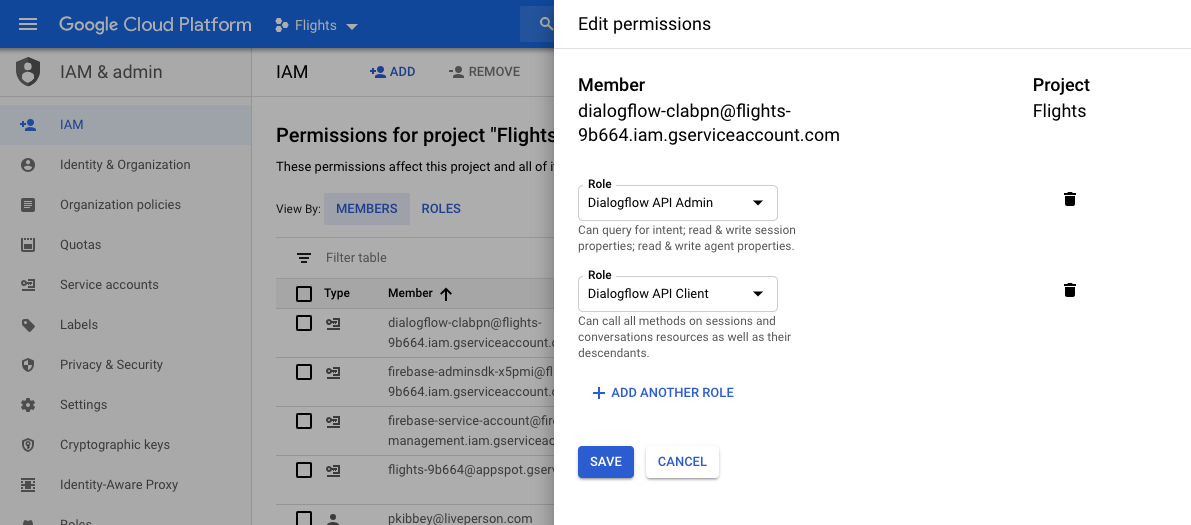 Google Cloud Platform
Flights
IAM & admin
IAM
Identity & Organization
Organization policies
Quotas
Service accounts
Labels
Privacy & Security
Settings
Cryptographic keys
Identity-Aware Proxy
Roles
IAM
ADD
REMOVE
Permissions for project "Flights
These permissions affect this project and all of i
View By:
MEMBERS
ROLES
Filter table
Type
Member
dialogflow-clabpn@flights-
9b664.iam.gserviceaccount.c
firebase-adminsdk-x5pmi@fl
9b664.iam.gserviceaccount.c
firebase-service-account@fire
management.iam.gserviceac
flights-9b664@appspot.gserv
pkibbey@liveperson.com
Edit permissions
Member
dialogflow-clabpn@flights-
9b664.iam.gserviceaccount.com
Project
Flights
Role
Dialogflow API Admin
Can query for intent; read & write session
properties; read & write agent properties.
Role
Dialogflow API Client
Can call all methods on sessions and
conversations resources as well as their
descendants.
ADD ANOTHER ROLE
SAVE
CANCEL